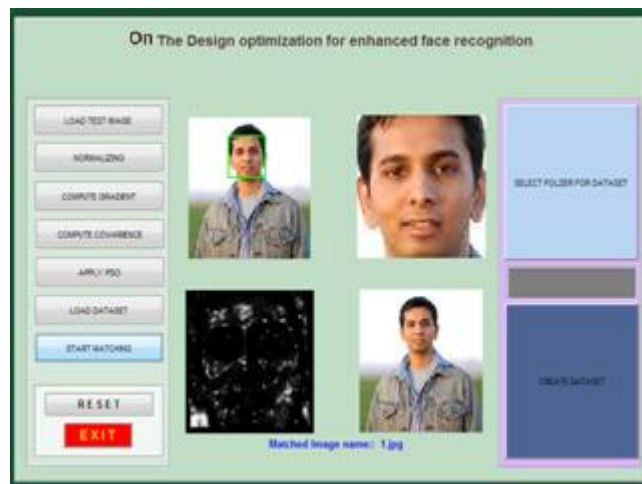 On The Design optimization for enhanced face recognition
LOAD TEST IMAGE
NORMALIZING
COMPUTE GRADIENT
COMPUTE COVARIENCE
APPLY PSO
LOAD DATASET
START MATCHING
RESET
EXIT
SELECT FOLDER FOR DATASET
CREATE DATASET
Matched Image name:: 1.jpg